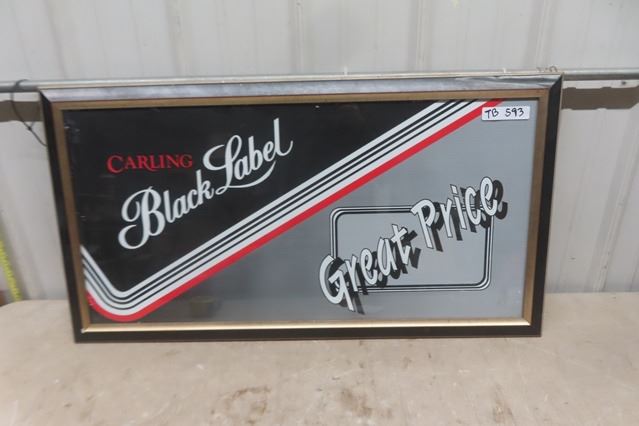 TB 593
CARLING
Black Label
Great Price